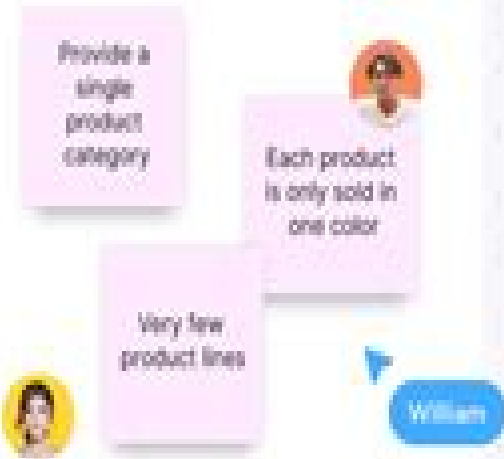 Provide a
single
product
category
Each product
is only sold in
one color
Very few
product lines
William